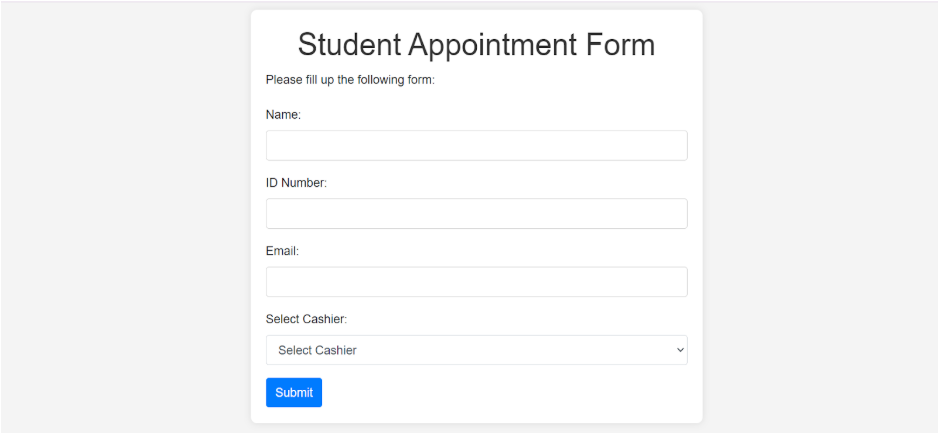 Student Appointment Form
Please fill up the following form:
Name:
ID Number:
Email:
Select Cashier:
Select Cashier
Submit